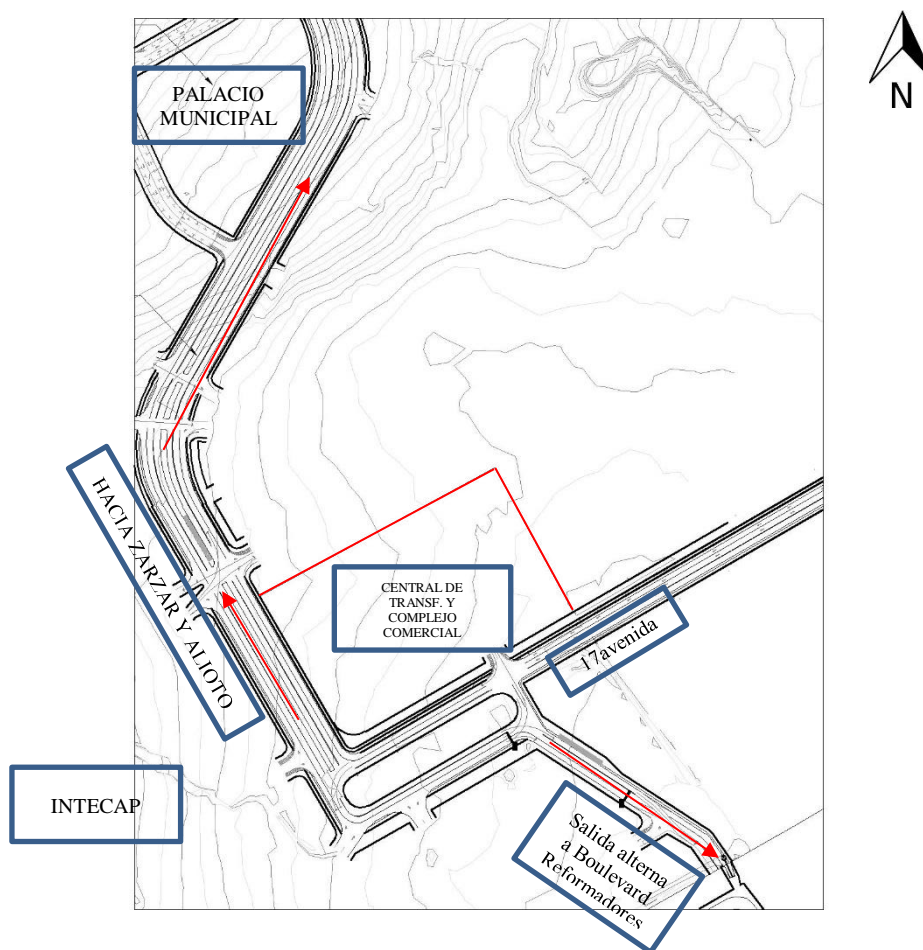 N
PALACIO
MUNICIPAL
HACIA ZARZAR Y ALIOTO
CENTRAL DE
TRANSF. Y
COMPLEJO
COMERCIAL
17avenida
INTECAP
Salida alterna
a Boulevard
Reformadores